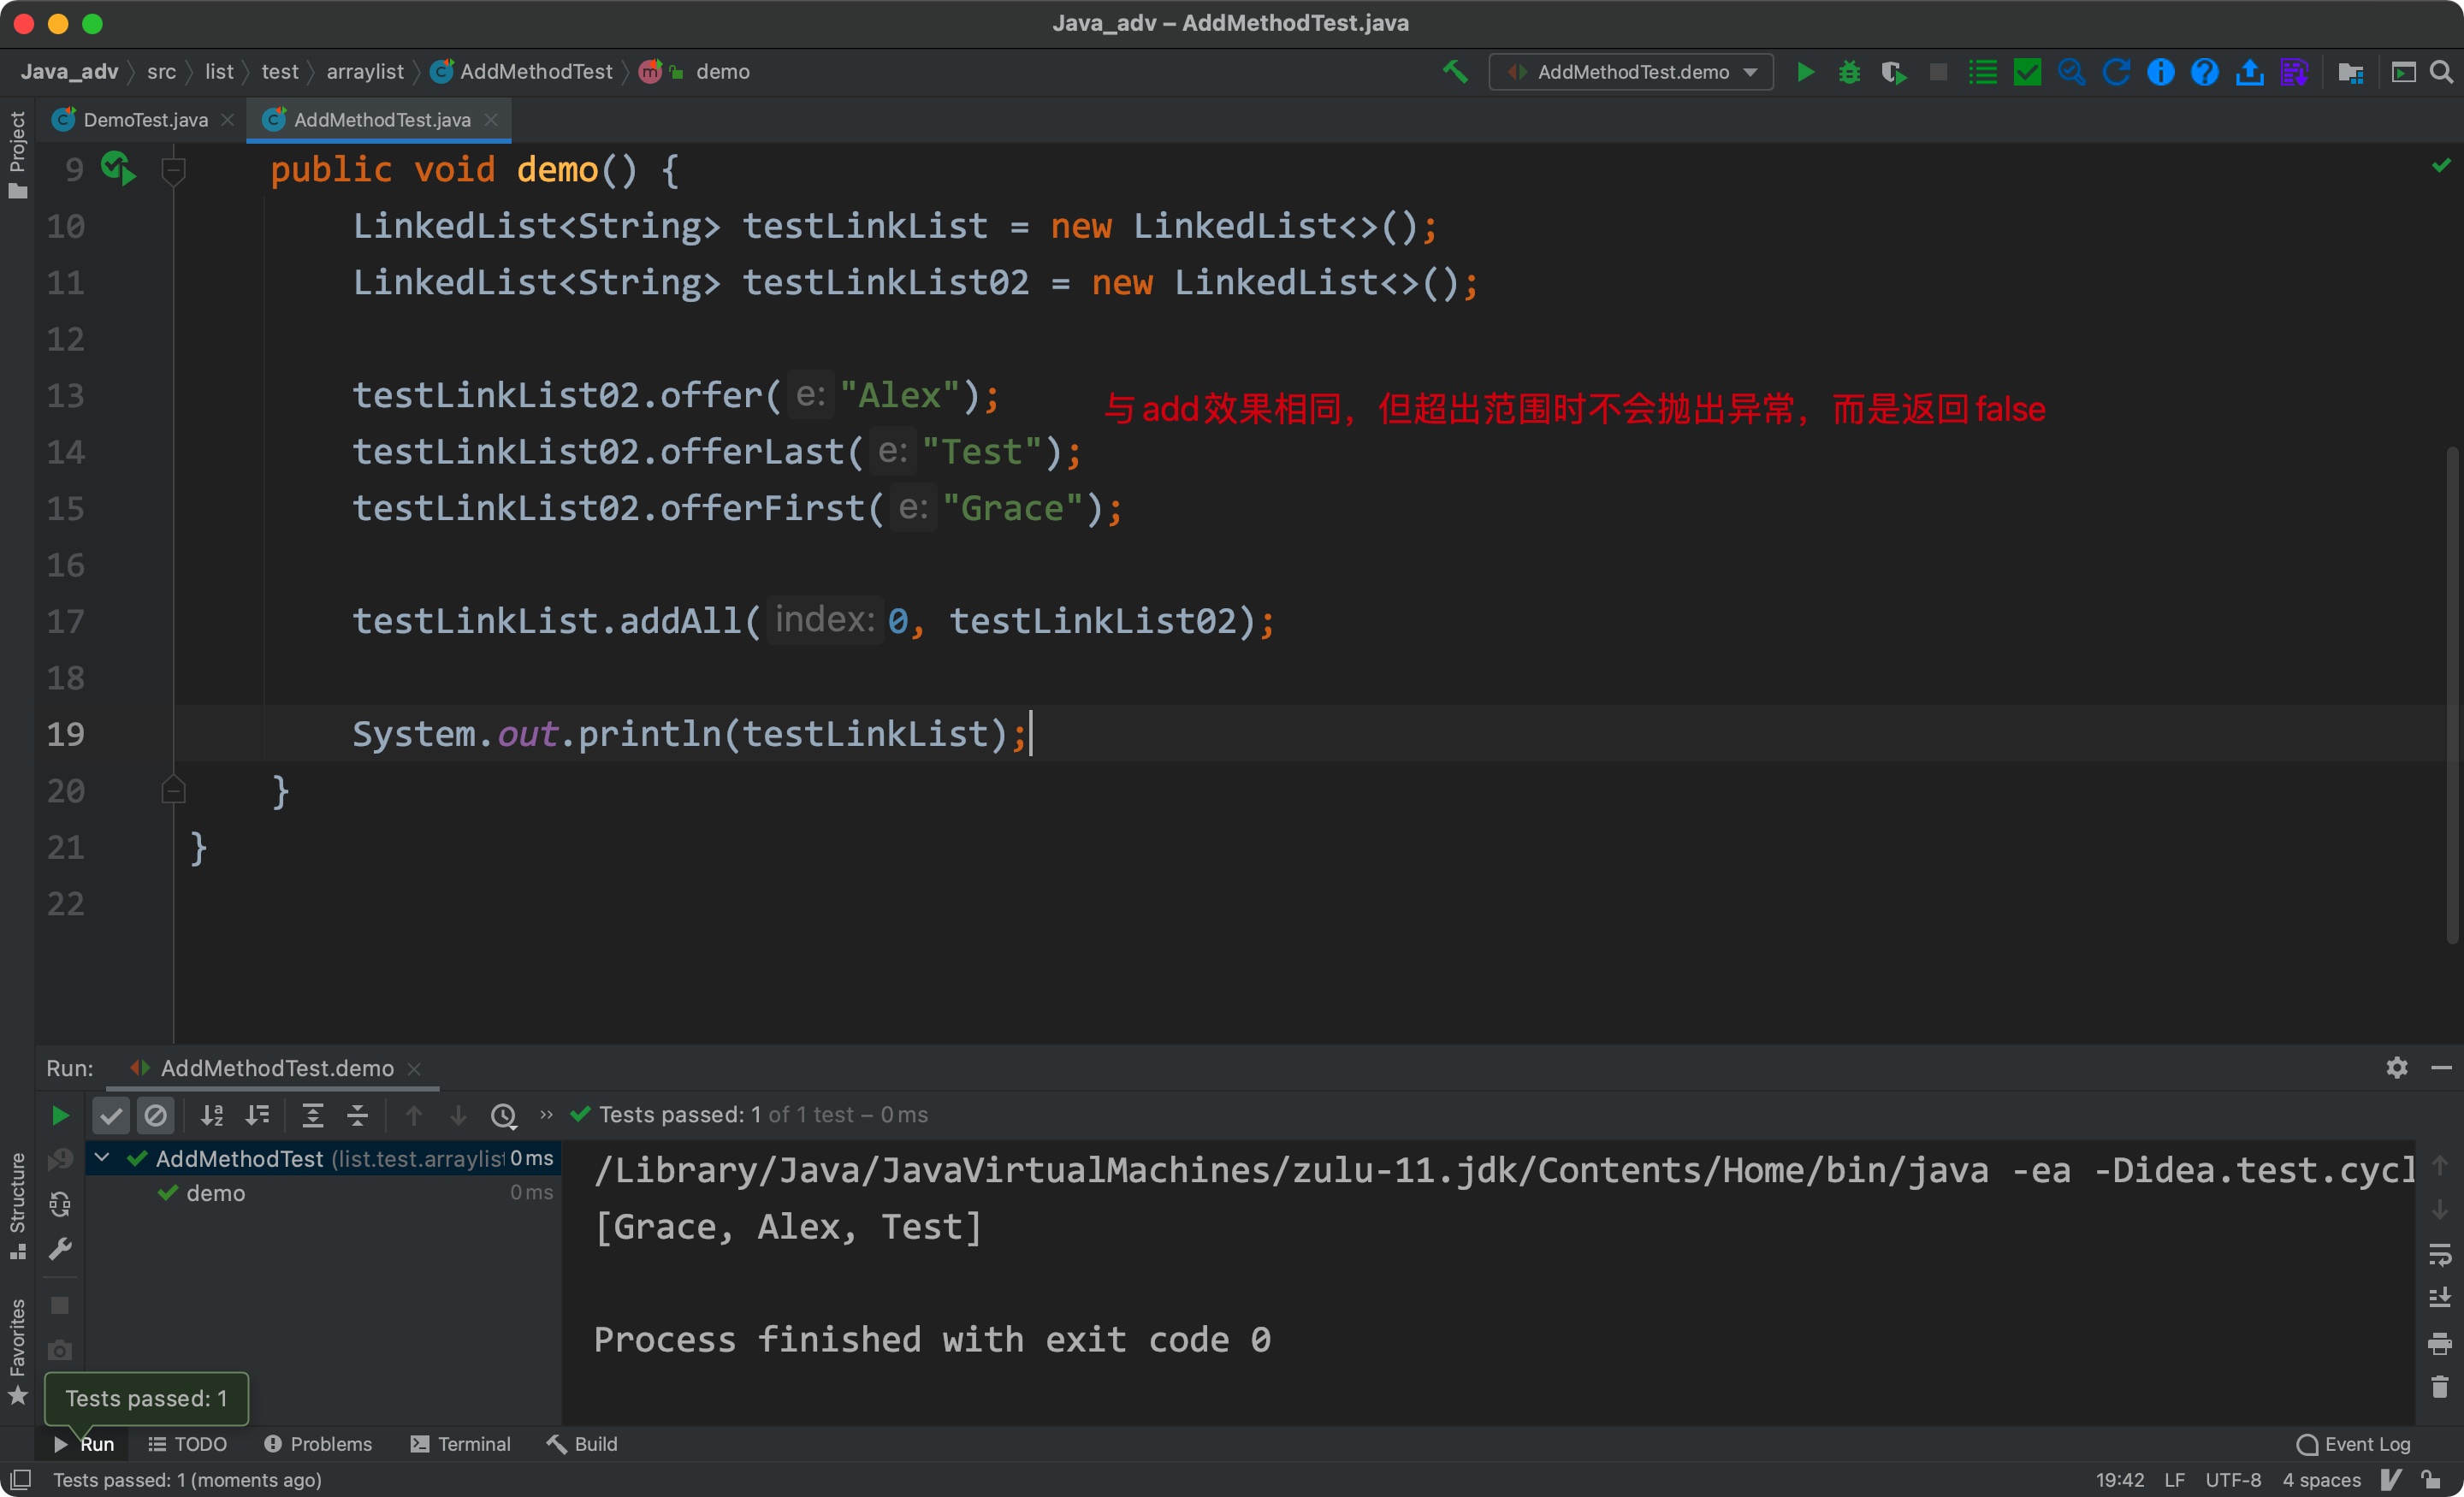 Java_adv – AddMethodTest.java
Java_adv src list test arraylist AddMethodTest demo
AddMethodTest.demo
Project
DemoTest.java
AddMethodTest.java
9 public void demo() {
10 LinkedList<String> testLinkList = new LinkedList<>();
11 LinkedList<String> testLinkList02 = new LinkedList<>();
12
13 testLinkList02.offer( e: "Alex");
与add效果相同，但超出范围时不会抛出异常，而是返回false
14 testLinkList02.offerLast( e: "Test");
15 testLinkList02.offerFirst( e: "Grace");
16
17 testLinkList.addAll( index: 0, testLinkList02);
18
19 System.out.println(testLinkList);
20 }
21 }
22
Run: AddMethodTest.demo
Tests passed: 1 of 1 test – 0 ms
AddMethodTest (list.test.arraylist 0 ms
demo 0 ms
/Library/Java/JavaVirtualMachines/zulu-11.jdk/Contents/Home/bin/java -ea -Didea.test.cycl
[Grace, Alex, Test]
Process finished with exit code 0
Structure
Favorites
Tests passed: 1
Run TODO Problems Terminal Build Event Log
Tests passed: 1 (moments ago) 19:42 LF UTF-8 4 spaces